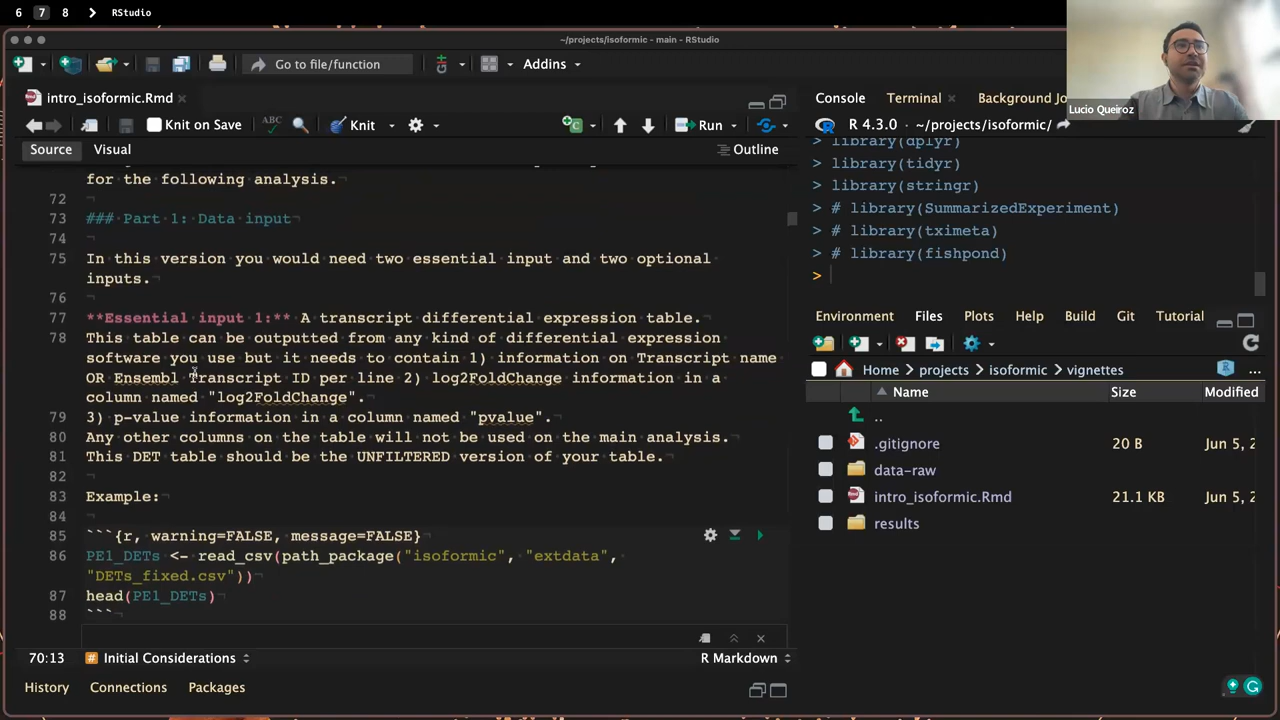 6 7 8 RStudio
~/projects/isoformic - main - RStudio
Go to file/function Addins
Lucio Queiroz
intro_isoformic.Rmd
Console Terminal Background Jo
Knit on Save ABC Knit Run
R 4.3.0 · ~/projects/isoformic/
Source Visual Outline
for the following analysis.
72
73 ### Part 1: Data input
74
75 In this version you would need two essential input and two optional
inputs.
76
77 **Essential input 1:** A transcript differential expression table.
78 This table can be outputted from any kind of differential expression
software you use but it needs to contain 1) information on Transcript name
OR Ensembl Transcript ID per line 2) log2FoldChange information in a
column named "log2FoldChange".
79 3) p-value information in a column named "pvalue".
80 Any other columns on the table will not be used on the main analysis.
81 This DET table should be the UNFILTERED version of your table.
82
83 Example:
84
85 ```{r, warning=FALSE, message=FALSE}
86 PE1_DETs <- read_csv(path_package("isoformic", "extdata",
"DETs_fixed.csv"))
87 head(PE1_DETs)
88 ```
70:13 # Initial Considerations R Markdown
History Connections Packages
> library(dplyr)
> library(tidyr)
> library(stringr)
> # library(SummarizedExperiment)
> # library(tximeta)
> # library(fishpond)
>
Environment Files Plots Help Build Git Tutorial
Home projects isoformic vignettes
Name Size Modified
..
.gitignore 20 B Jun 5, 2
data-raw
intro_isoformic.Rmd 21.1 KB Jun 5, 2
results